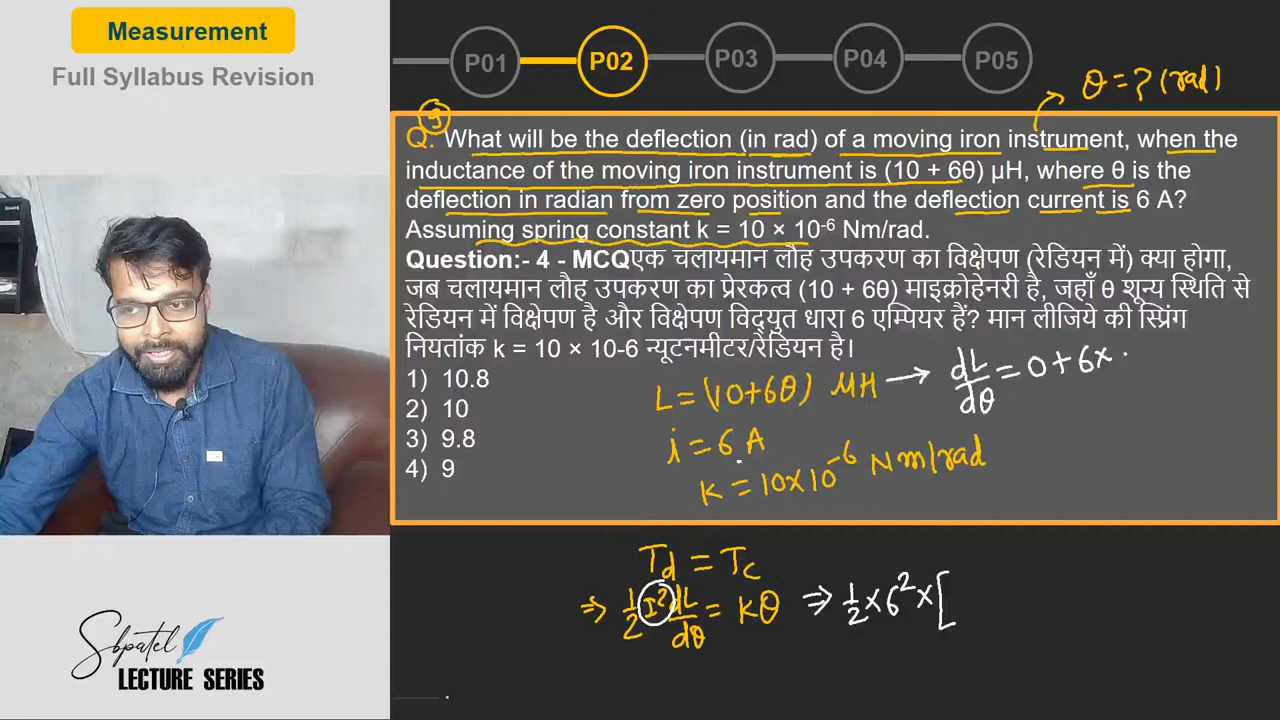 Measurement
Full Syllabus Revision
P01 P02 P03 P04 P05
θ = ? (rad)
9
Q. What will be the deflection (in rad) of a moving iron instrument, when the
inductance of the moving iron instrument is (10 + 6θ) μH, where θ is the
deflection in radian from zero position and the deflection current is 6 A?
Assuming spring constant k = 10 × 10⁻⁶ Nm/rad.
Question:- 4 - MCQएक चलायमान लौह उपकरण का विक्षेपण (रेडियन में) क्या होगा,
जब चलायमान लौह उपकरण का प्रेरकत्व (10 + 6θ) माइक्रोहेनरी है, जहाँ θ शून्य स्थिति से
रेडियन में विक्षेपण है और विक्षेपण विद्युत धारा 6 एम्पियर हैं? मान लीजिये की स्प्रिंग
नियतांक k = 10 × 10-6 न्यूटनमीटर/रेडियन है।
1) 10.8
2) 10
3) 9.8
4) 9
L = (10+6θ) μH → dL/dθ = 0+6×
i = 6 A
K = 10×10⁻⁶ Nm/rad
Td = Tc
⇒ 1/2 I² dL/dθ = Kθ ⇒ 1/2 × 6² × [
Sbpatel
LECTURE SERIES